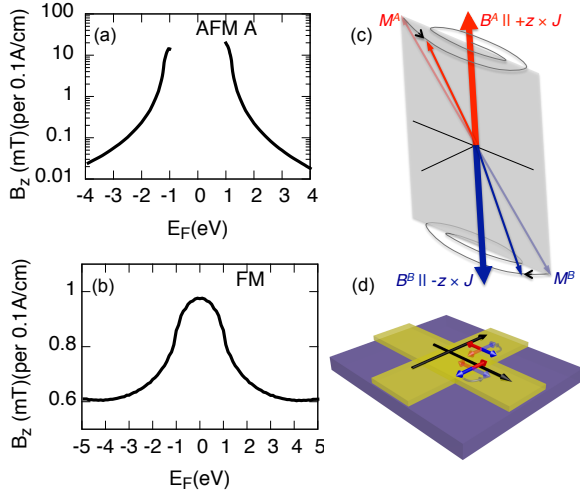 (a)
AFM A
B_z (mT)(per 0.1A/cm)
100
10
1
0.1
0.01
-4 -3 -2 -1 0 1 2 3 4
E_F(eV)
(b)
FM
B_z (mT)(per 0.1A/cm)
1
0.8
0.6
-5 -4 -3 -2 -1 0 1 2 3 4 5
E_F(eV)
(c)
M^A
B^A || +z × J
B^B || -z × J
M^B
(d)